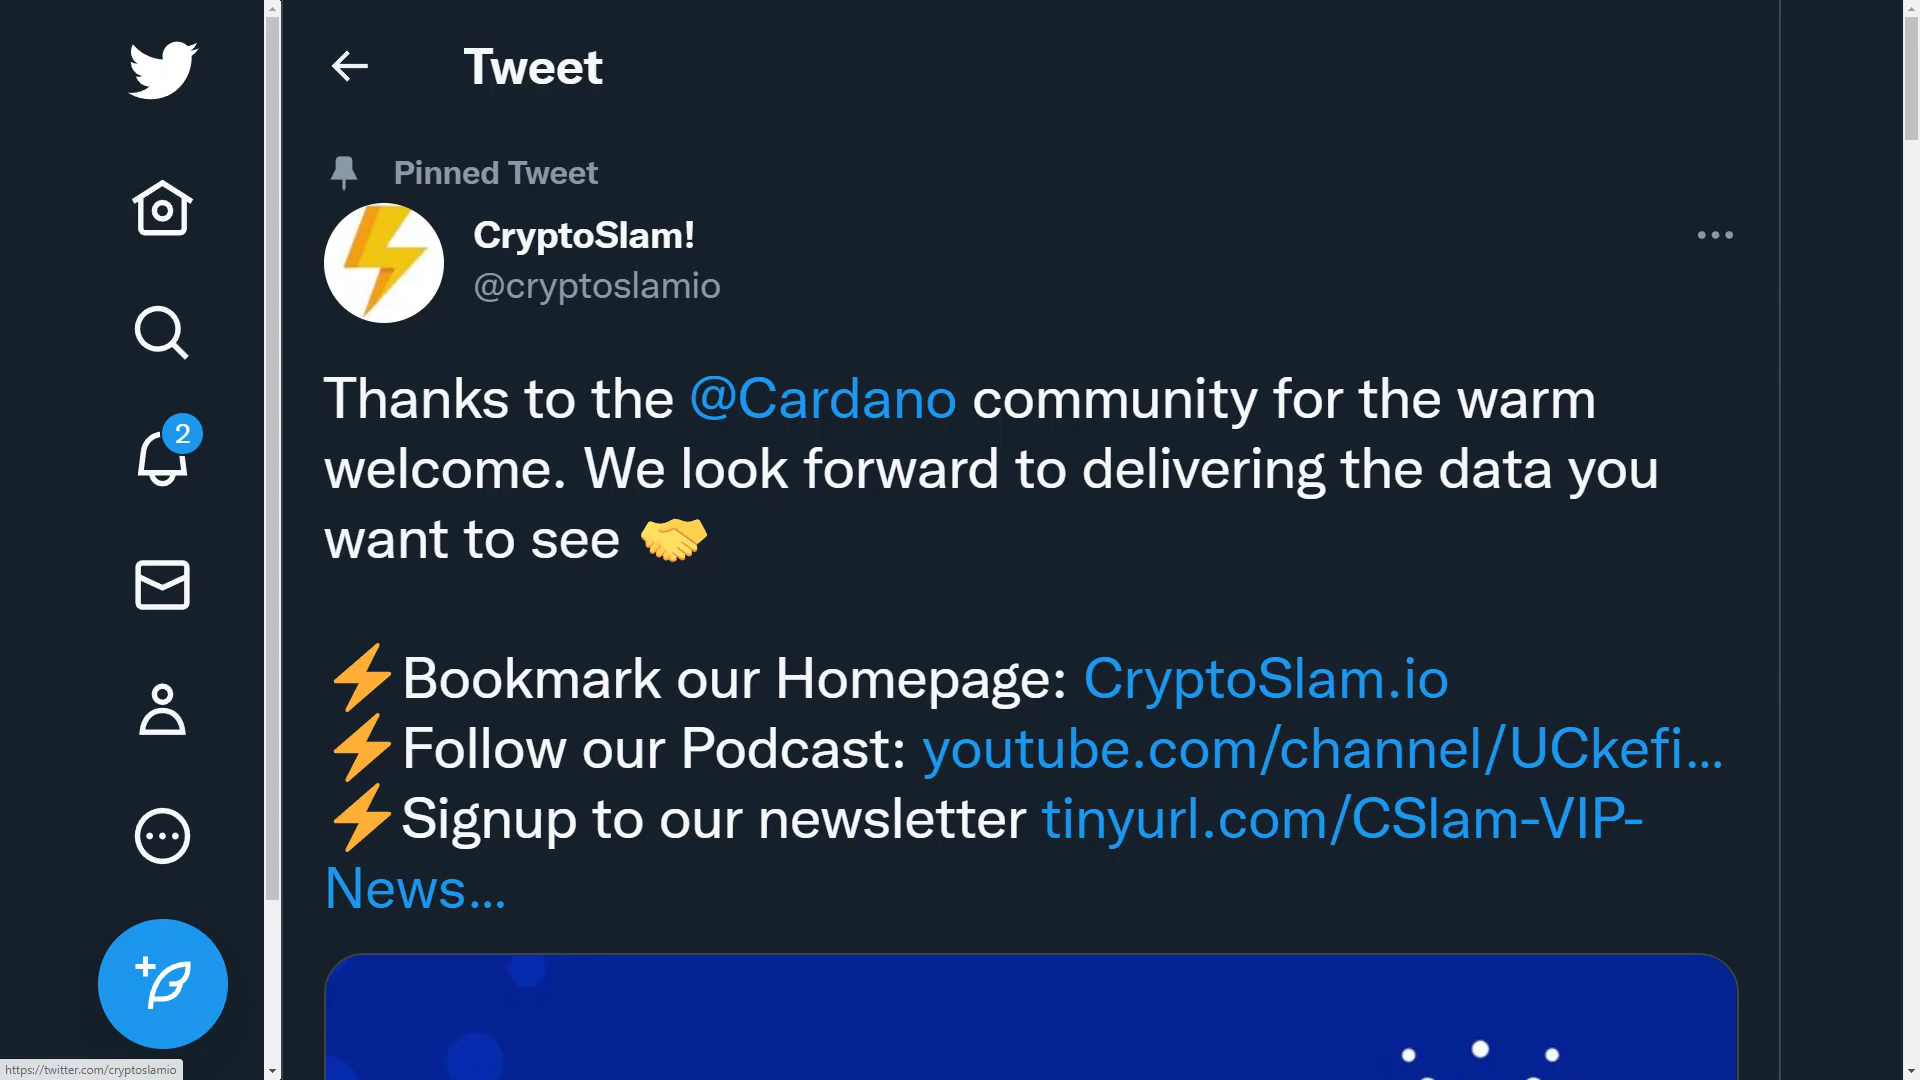 Tweet
Pinned Tweet
CryptoSlam!
@cryptoslamio
Thanks to the @Cardano community for the warm
welcome. We look forward to delivering the data you
want to see 🤝
⚡Bookmark our Homepage: CryptoSlam.io
⚡Follow our Podcast: youtube.com/channel/UCkefi…
⚡Signup to our newsletter tinyurl.com/CSlam-VIP-
News…
2
https://twitter.com/cryptoslamio